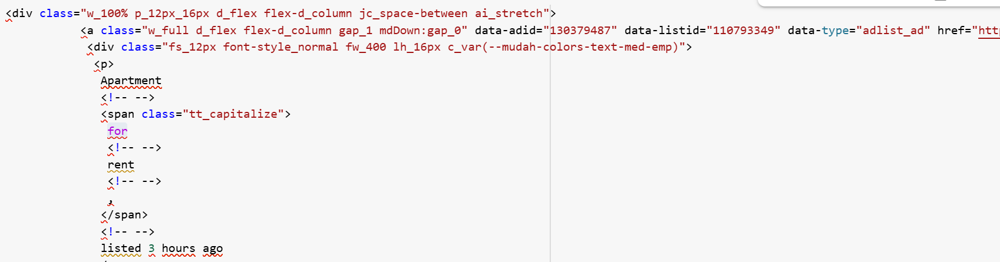 <div class="w_100% p_12px_16px d_flex flex-d_column jc_space-between ai_stretch">
<a class="w_full d_flex flex-d_column gap_1 mdDown:gap_0" data-adid="130379487" data-listid="110793349" data-type="adlist_ad" href="http
<div class="fs_12px font-style_normal fw_400 lh_16px c_var(--mudah-colors-text-med-emp)">
<p>
Apartment
<!-- -->
<span class="tt_capitalize">
for
<!-- -->
rent
<!-- -->
,
</span>
<!-- -->
listed 3 hours ago